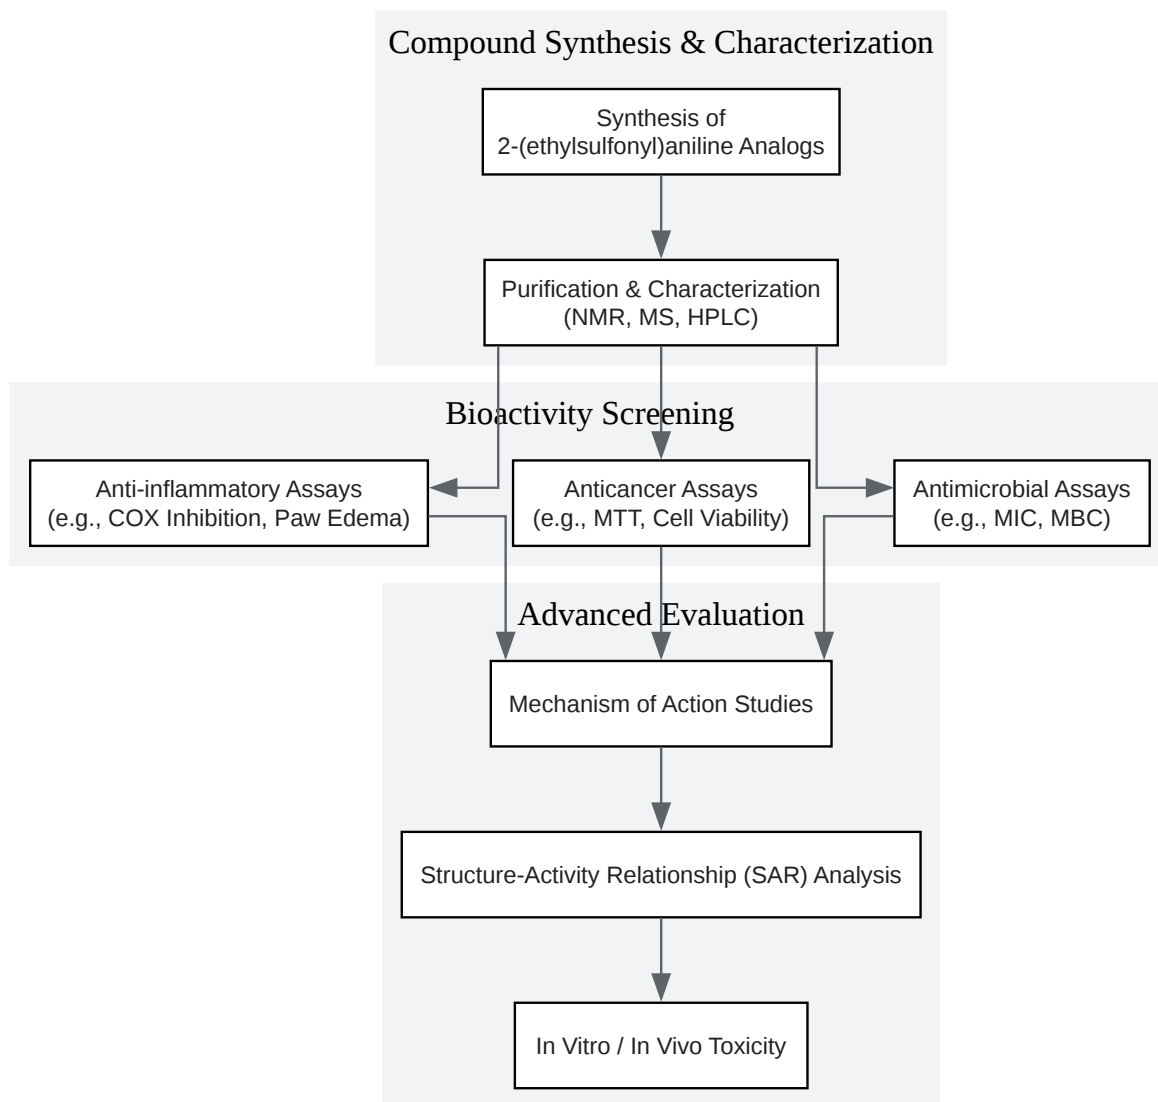 Compound Synthesis & Characterization
Synthesis of
2-(ethylsulfonyl)aniline Analogs
Purification & Characterization
(NMR, MS, HPLC)
Bioactivity Screening
Anti-inflammatory Assays
(e.g., COX Inhibition, Paw Edema)
Anticancer Assays
(e.g., MTT, Cell Viability)
Antimicrobial Assays
(e.g., MIC, MBC)
Advanced Evaluation
Mechanism of Action Studies
Structure-Activity Relationship (SAR) Analysis
In Vitro / In Vivo Toxicity